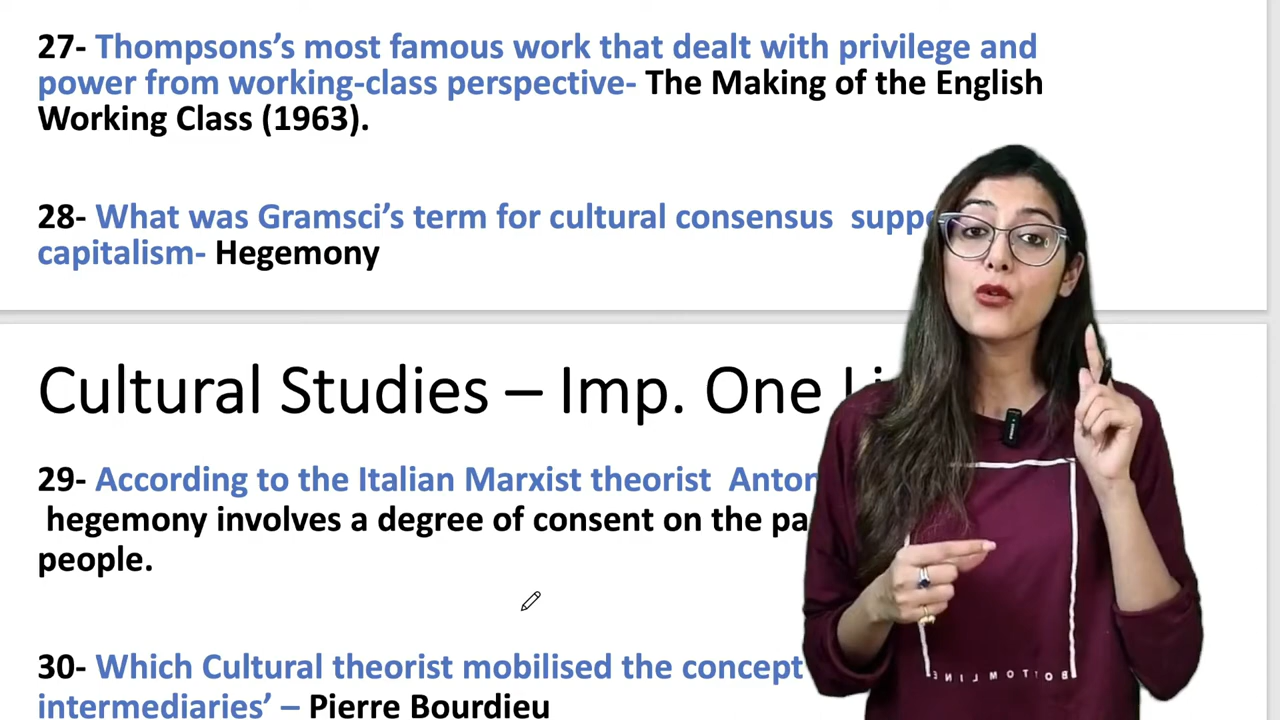 27- Thompsons’s most famous work that dealt with privilege and
power from working-class perspective- The Making of the English
Working Class (1963).
28- What was Gramsci’s term for cultural consensus
capitalism- Hegemony
Cultural Studies – Imp. One
29- According to the Italian Marxist theorist
hegemony involves a degree of consent on the
people.
30- Which Cultural theorist mobilised the concept
intermediaries’ – Pierre Bourdieu